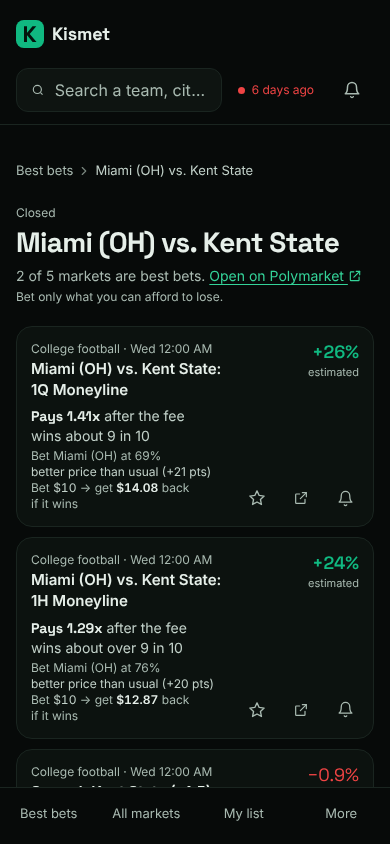 Kismet
Search a team, cit...
6 days ago
Best bets > Miami (OH) vs. Kent State
Closed
Miami (OH) vs. Kent State
2 of 5 markets are best bets. Open on Polymarket
Bet only what you can afford to lose.
College football · Wed 12:00 AM
+26%
estimated
Miami (OH) vs. Kent State:
1Q Moneyline
Pays 1.41x after the fee
wins about 9 in 10
Bet Miami (OH) at 69%
better price than usual (+21 pts)
Bet $10 → get $14.08 back
if it wins
College football · Wed 12:00 AM
+24%
estimated
Miami (OH) vs. Kent State:
1H Moneyline
Pays 1.29x after the fee
wins about over 9 in 10
Bet Miami (OH) at 76%
better price than usual (+20 pts)
Bet $10 → get $12.87 back
if it wins
College football · Wed 12:00 AM
−0.9%
Best bets
All markets
My list
More